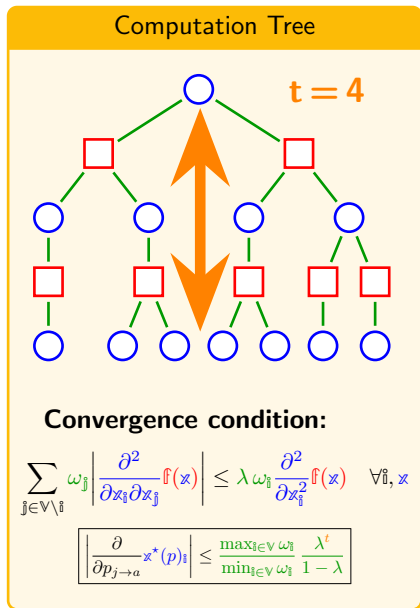 Computation Tree
t = 4
Convergence condition:
∑_{𝕛∈𝕍\𝕚} ω_𝕛 |∂²/∂𝕩_𝕚∂𝕩_𝕛 𝕗(𝕩)| ≤ λ ω_𝕚 ∂²/∂𝕩_𝕚² 𝕗(𝕩) ∀𝕚, 𝕩
|∂/∂p_{j→a} 𝕩*(p)_𝕚| ≤ max_{𝕚∈𝕍} ω_𝕚 / min_{𝕚∈𝕍} ω_𝕚 λ^t / 1 − λ